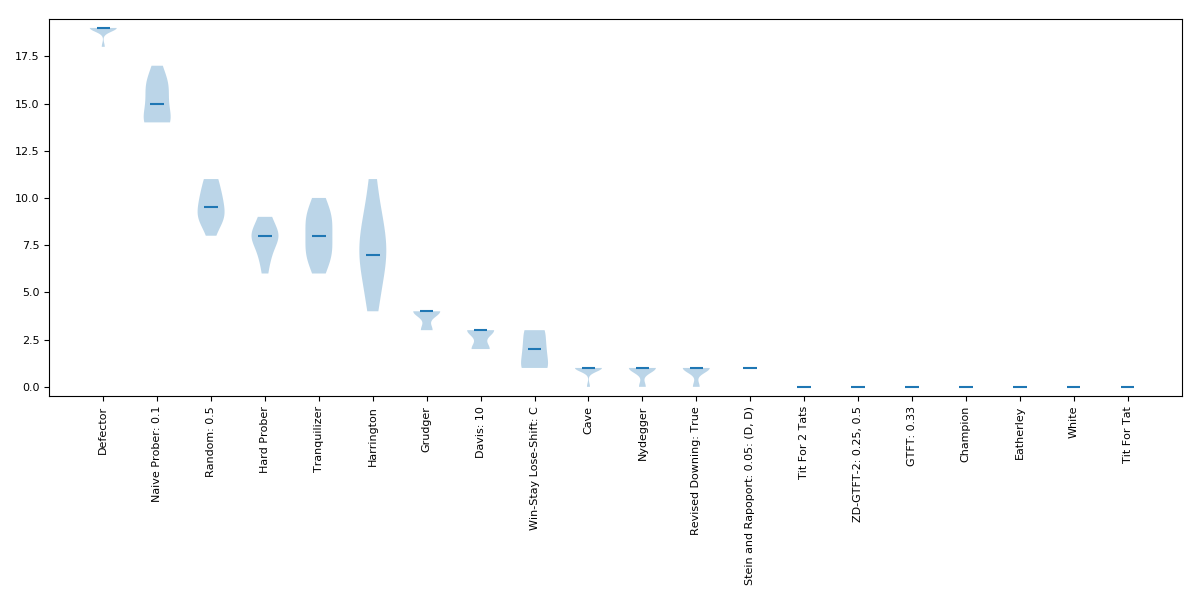 17.5
15.0
12.5
10.0
7.5
5.0
2.5
0.0
Defector
Naive Prober: 0.1
Random: 0.5
Hard Prober
Tranquilizer
Harrington
Grudger
Davis: 10
Win-Stay Lose-Shift: C
Cave
Nydegger
Revised Downing: True
Stein and Rapoport: 0.05: (D, D)
Tit For 2 Tats
ZD-GTFT-2: 0.25, 0.5
GTFT: 0.33
Champion
Eatherley
White
Tit For Tat